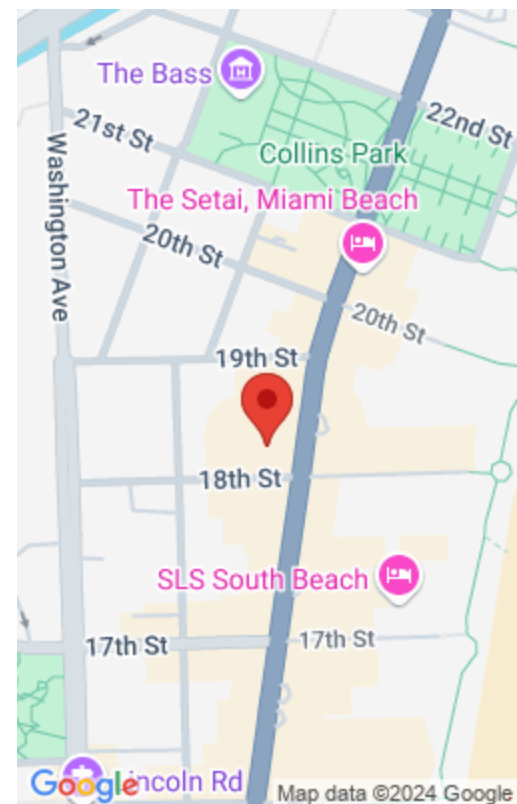 The Bass
22nd St
21st St
Collins Park
Washington Ave
The Setai, Miami Beach
20th St
20th St
19th St
18th St
SLS South Beach
17th St
17th St
Google
incoln Rd
Map data ©2024 Google